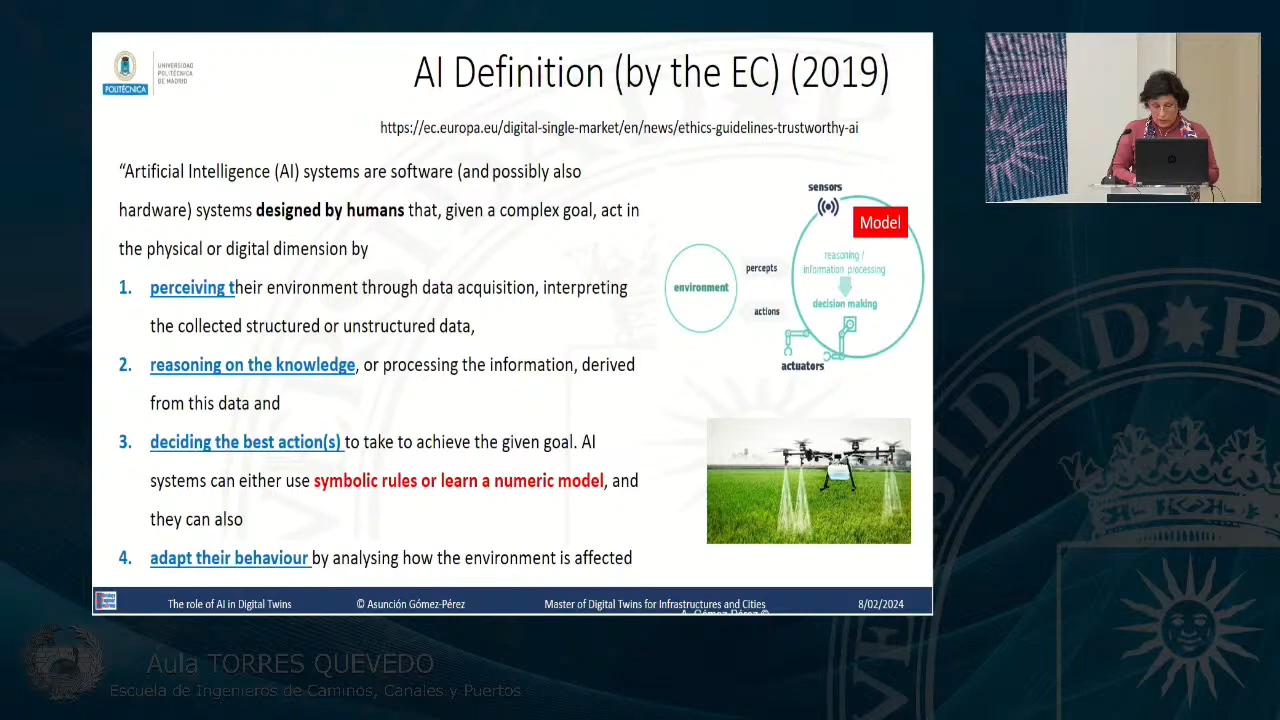 UNIVERSIDAD
POLITÉCNICA
DE MADRID
POLITÉCNICA
AI Definition (by the EC) (2019)
https://ec.europa.eu/digital-single-market/en/news/ethics-guidelines-trustworthy-ai
“Artificial Intelligence (AI) systems are software (and possibly also
hardware) systems designed by humans that, given a complex goal, act in
the physical or digital dimension by
1. perceiving their environment through data acquisition, interpreting
the collected structured or unstructured data,
2. reasoning on the knowledge, or processing the information, derived
from this data and
3. deciding the best action(s) to take to achieve the given goal. AI
systems can either use symbolic rules or learn a numeric model, and
they can also
4. adapt their behaviour by analysing how the environment is affected
sensors
Model
reasoning /
information processing
percepts
environment
decision making
actions
actuators
The role of AI in Digital Twins © Asunción Gómez-Pérez Master of Digital Twins for Infrastructures and Cities 8/02/2024
A. Gómez-Pérez ©
Aula TORRES QUEVEDO
Escuela de Ingenieros de Caminos, Canales y Puertos